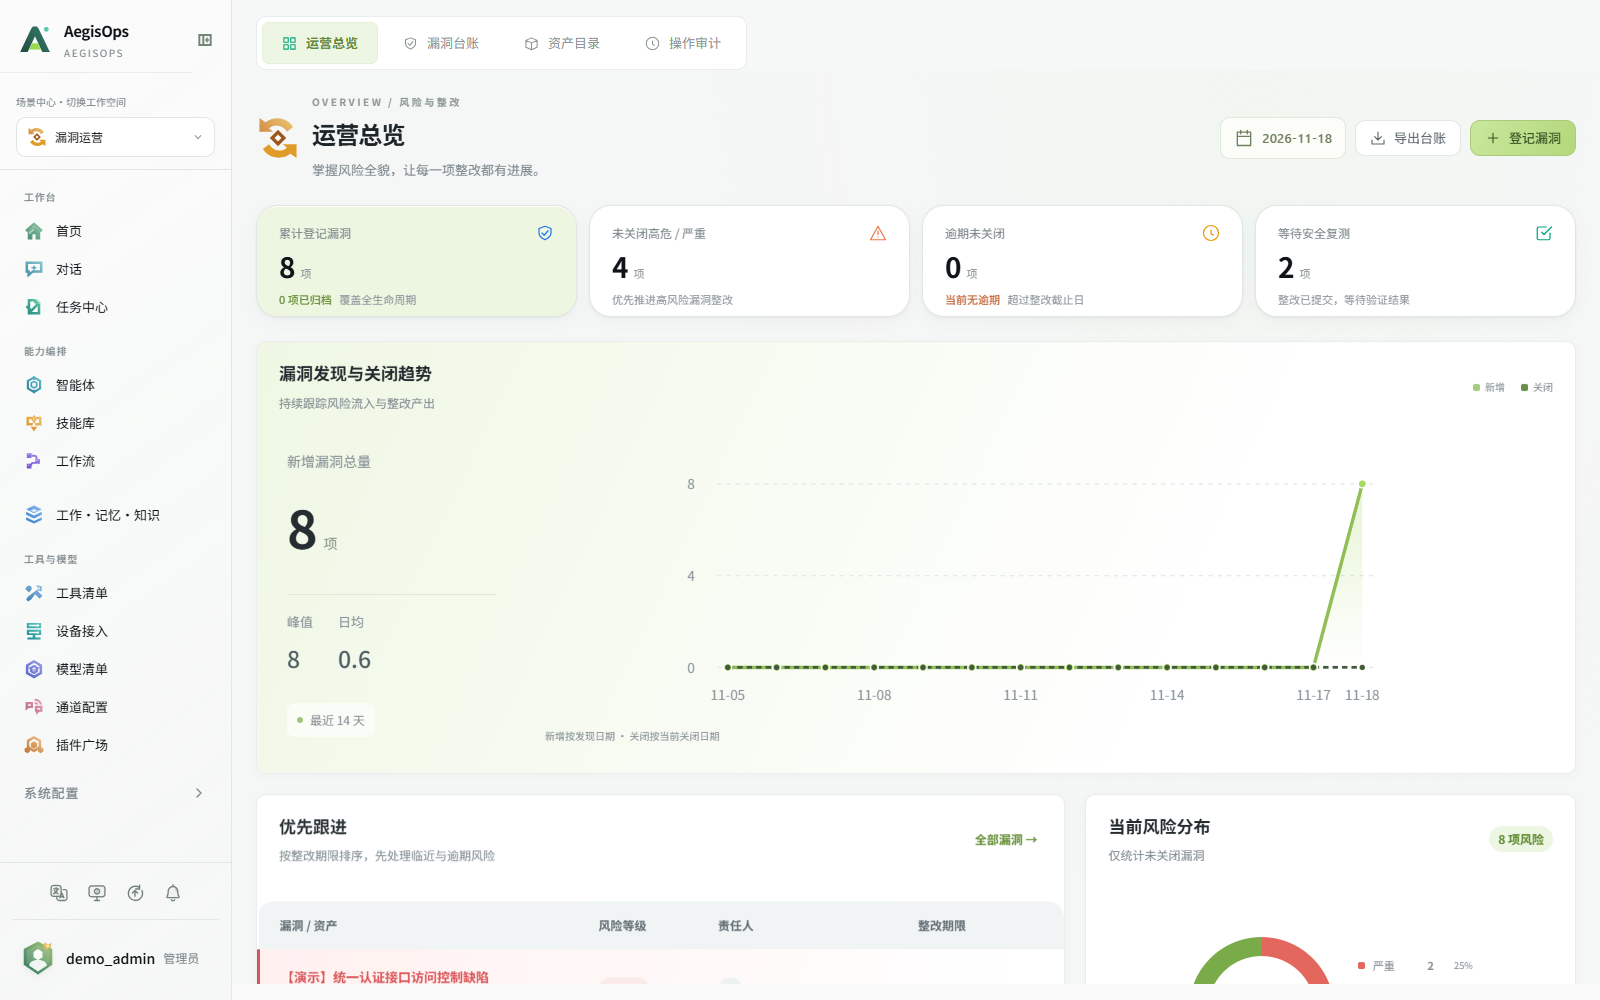 AegisOps
AEGISOPS
场景中心・切换工作空间
漏洞运营
工作台
首页
对话
任务中心
能力编排
智能体
技能库
工作流
工作・记忆・知识
工具与模型
工具清单
设备接入
模型清单
通道配置
插件广场
系统配置
demo_admin 管理员
运营总览
漏洞台账
资产目录
操作审计
OVERVIEW / 风险与整改
运营总览
掌握风险全貌，让每一项整改都有进展。
2026-11-18
导出台账
登记漏洞
累计登记漏洞
8 项
0 项已归档 覆盖全生命周期
未关闭高危 / 严重
4 项
优先推进高风险漏洞整改
逾期未关闭
0 项
当前无逾期 超过整改截止日
等待安全复测
2 项
整改已提交，等待验证结果
漏洞发现与关闭趋势
持续跟踪风险流入与整改产出
新增 关闭
新增漏洞总量
8 项
峰值 日均
8 0.6
最近 14 天
8
4
0
11-05 11-08 11-11 11-14 11-17 11-18
新增按发现日期 ・ 关闭按当前关闭日期
优先跟进
按整改期限排序，先处理临近与逾期风险
全部漏洞→
漏洞 / 资产 风险等级 责任人 整改期限
【演示】统一认证接口访问控制缺陷
当前风险分布
仅统计未关闭漏洞
8 项风险
严重 2 25%